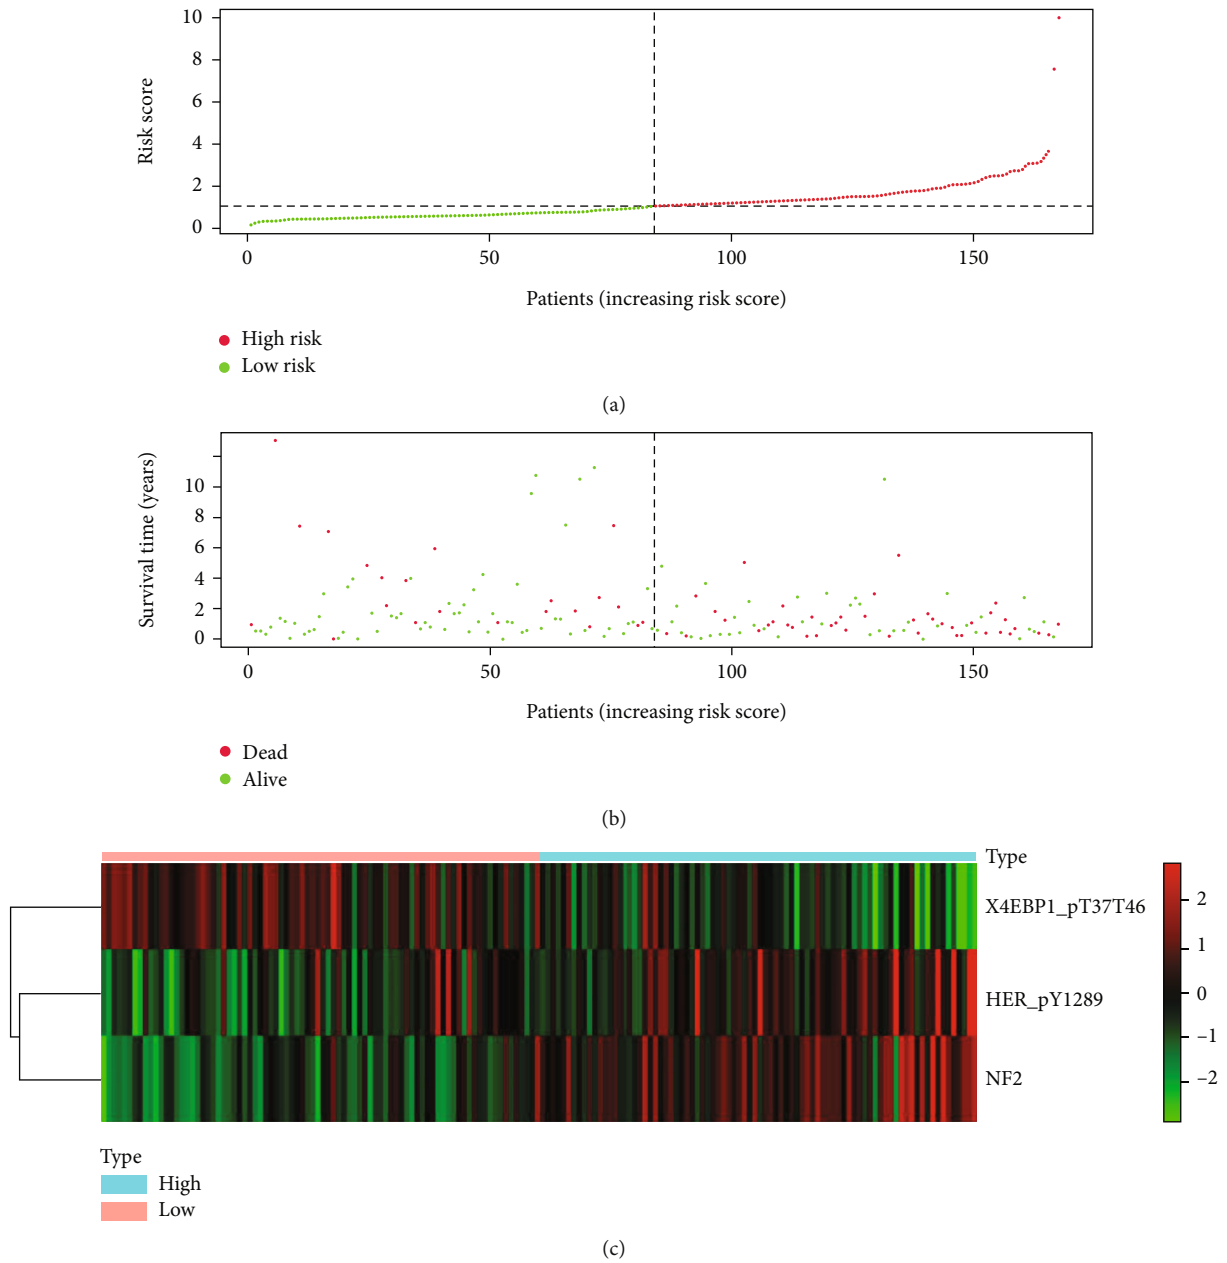 10
8
6
4
2
0
Risk score
0 50 100 150
Patients (increasing risk score)
High risk
Low risk
(a)
10
8
6
4
2
0
Survival time (years)
0 50 100 150
Patients (increasing risk score)
Dead
Alive
(b)
Type
X4EBP1_pT37T46
HER_pY1289
NF2
2
1
0
−1
−2
Type
High
Low
(c)